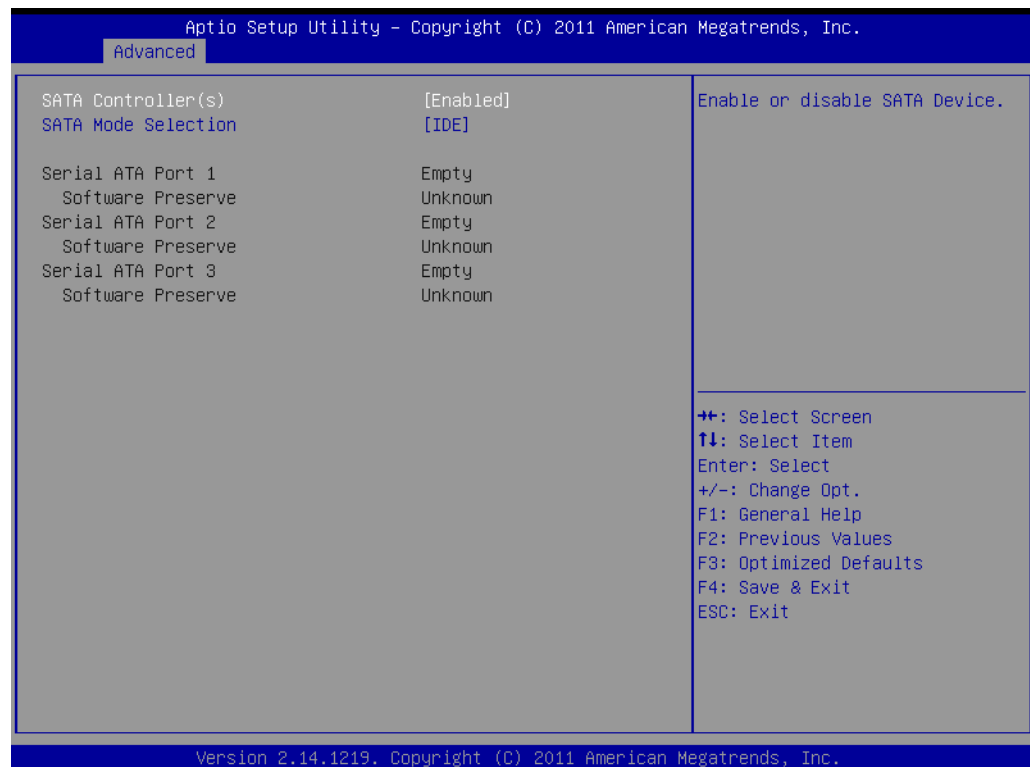 Aptio Setup Utility – Copyright (C) 2011 American Megatrends, Inc.
Advanced
SATA Controller(s) [Enabled]
SATA Mode Selection [IDE]
Serial ATA Port 1 Empty
Software Preserve Unknown
Serial ATA Port 2 Empty
Software Preserve Unknown
Serial ATA Port 3 Empty
Software Preserve Unknown
Enable or disable SATA Device.
→←: Select Screen
↑↓: Select Item
Enter: Select
+/-: Change Opt.
F1: General Help
F2: Previous Values
F3: Optimized Defaults
F4: Save & Exit
ESC: Exit
Version 2.14.1219. Copyright (C) 2011 American Megatrends, Inc.